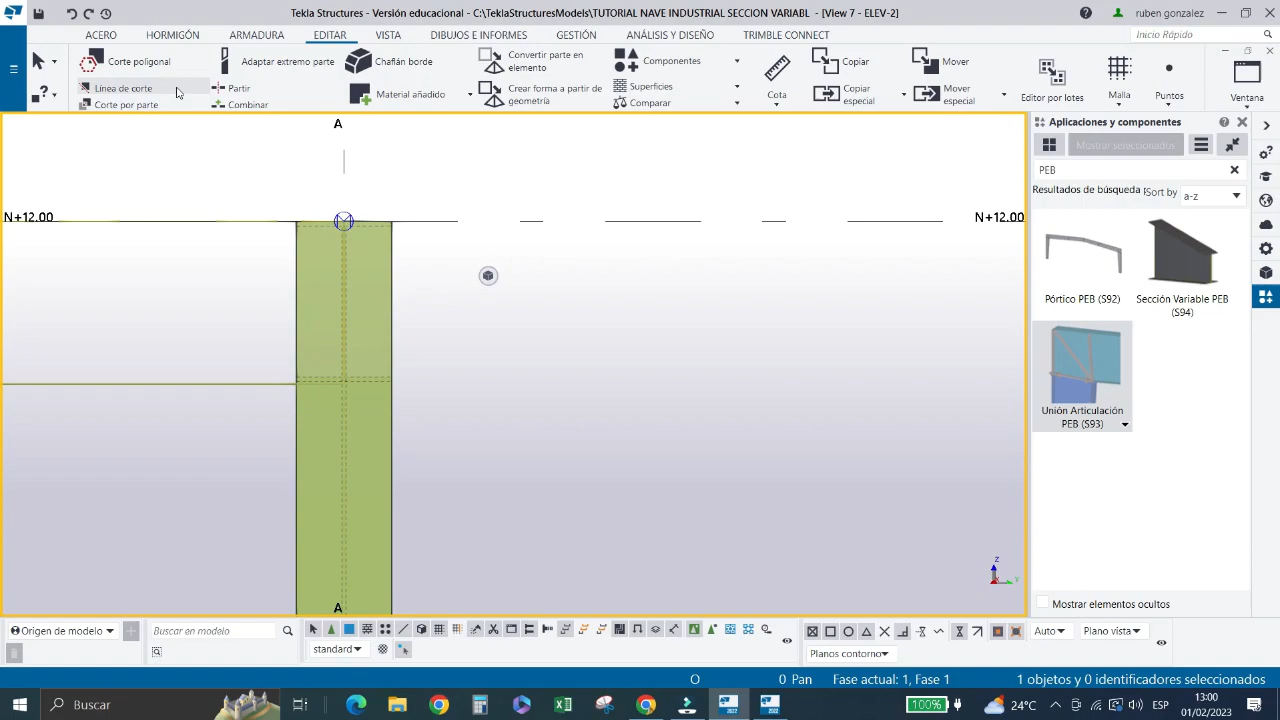 Tekla Structures - Versión educacional - C:\TeklaStructuresModels\TUTORIAL NAVE INDUSTRIAL SECCION VARIABL - [View 7 - EJE 2]
ruben gonzalez
ACERO
HORMIGÓN
ARMADURA
EDITAR
VISTA
DIBUJOS E INFORMES
GESTIÓN
ANÁLISIS Y DISEÑO
TRIMBLE CONNECT
Inicio Rápido
Corte polígonal
Línea de corte
Corte por parte
Adaptar extremo parte
Partir
Combinar
Chaflán borde
Material añadido
Convertir parte en
elemento
Crear forma a partir de
geometría
Componentes
Superficies
Comparar
Cota
Copiar
Copiar
especial
Mover
Mover
especial
Editor por lotes
Malla
Puntos
Ventana
A
N+12.00
N+12.00
A
Z
Aplicaciones y componentes
Mostrar seleccionados
PEB
Resultados de búsqueda
Sort by
a-z
Pórtico PEB (S92)
Sección Variable PEB
(S94)
Unión Articulación
PEB (S93)
Mostrar elementos ocultos
Origen de modelo
Buscar en modelo
standard
Auto
Plano vista
Planos contorno
O
0 Pan
Fase actual: 1, Fase 1
1 objetos y 0 identificadores seleccionados
Buscar
2022
2022
100%
24°C
ESP
13:00
01/02/2023